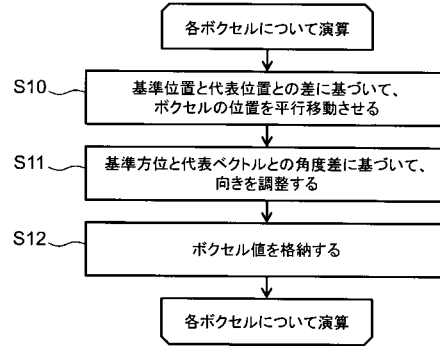 各ボクセルについて演算
S10
基準位置と代表位置との差に基づいて、
ボクセルの位置を平行移動させる
S11
基準方位と代表ベクトルとの角度差に基づいて、
向きを調整する
S12
ボクセル値を格納する
各ボクセルについて演算